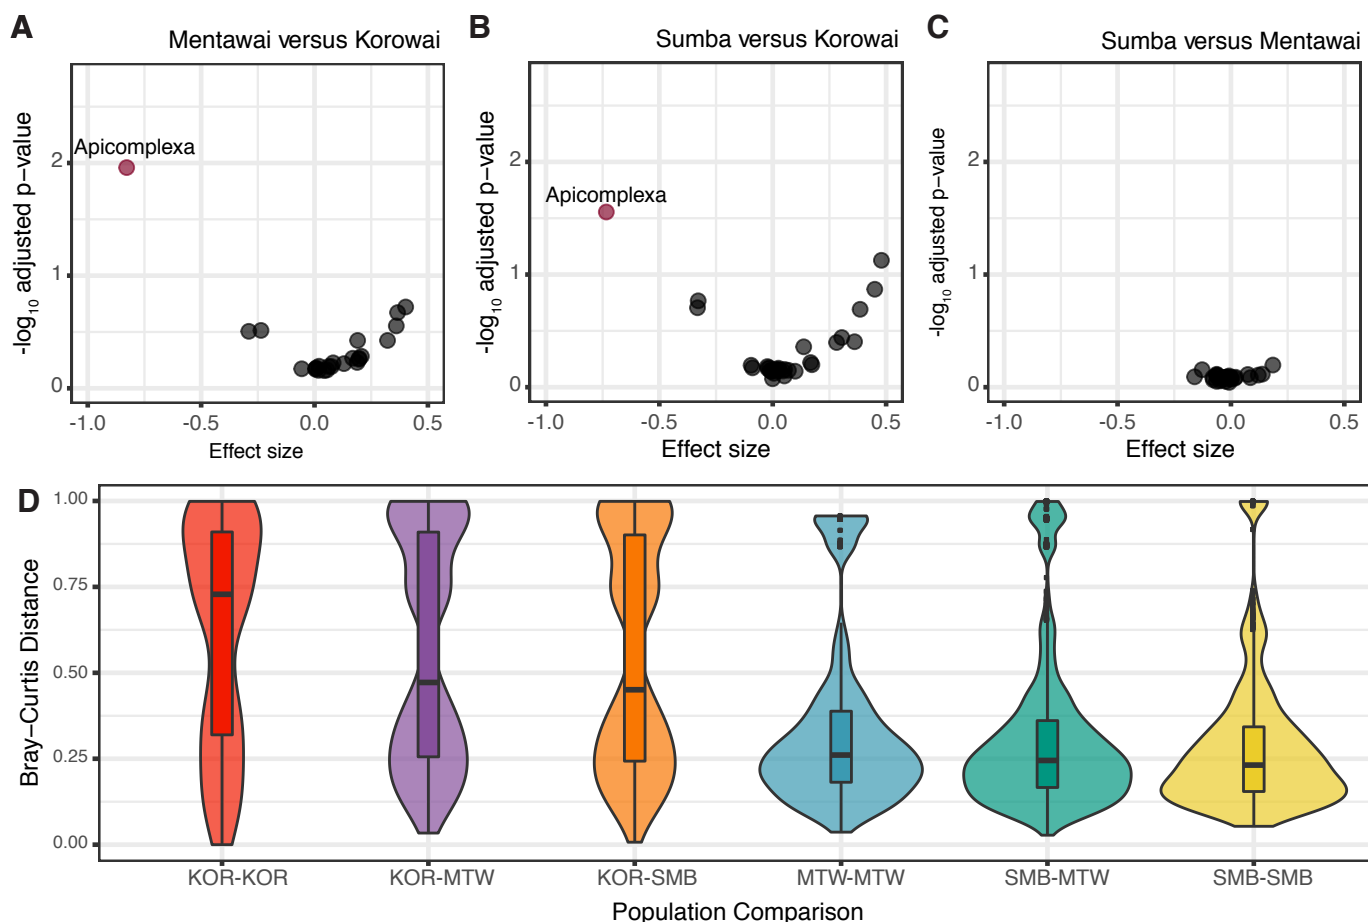 A
Mentawai versus Korowai
-log10 adjusted p−value
2
1
0
Apicomplexa
-1.0
-0.5
0.0
0.5
Effect size
B
Sumba versus Korowai
-log10 adjusted p−value
2
1
0
Apicomplexa
-1.0
-0.5
0.0
0.5
Effect size
C
Sumba versus Mentawai
-log10 adjusted p−value
2
1
0
-1.0
-0.5
0.0
0.5
Effect size
D
Bray−Curtis Distance
1.00
0.75
0.50
0.25
0.00
KOR-KOR
KOR-MTW
KOR-SMB
MTW-MTW
SMB-MTW
SMB-SMB
Population Comparison